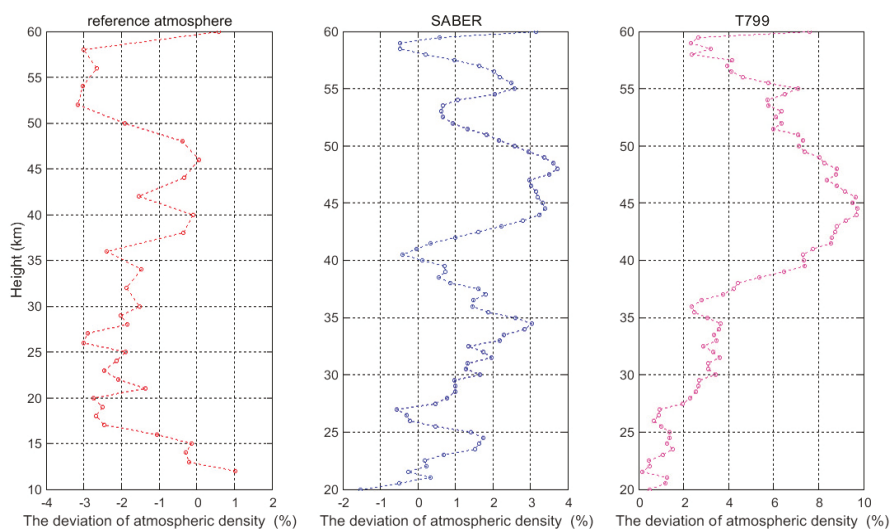 reference atmosphere
SABER
T799
60
55
50
45
40
35
30
25
20
15
10
Height (km)
-4 -3 -2 -1 0 1 2
The deviation of atmospheric density (%)
60
55
50
45
40
35
30
25
20
-2 -1 0 1 2 3 4
The deviation of atmospheric density (%)
60
55
50
45
40
35
30
25
20
0 2 4 6 8 10
The deviation of atmospheric density (%)